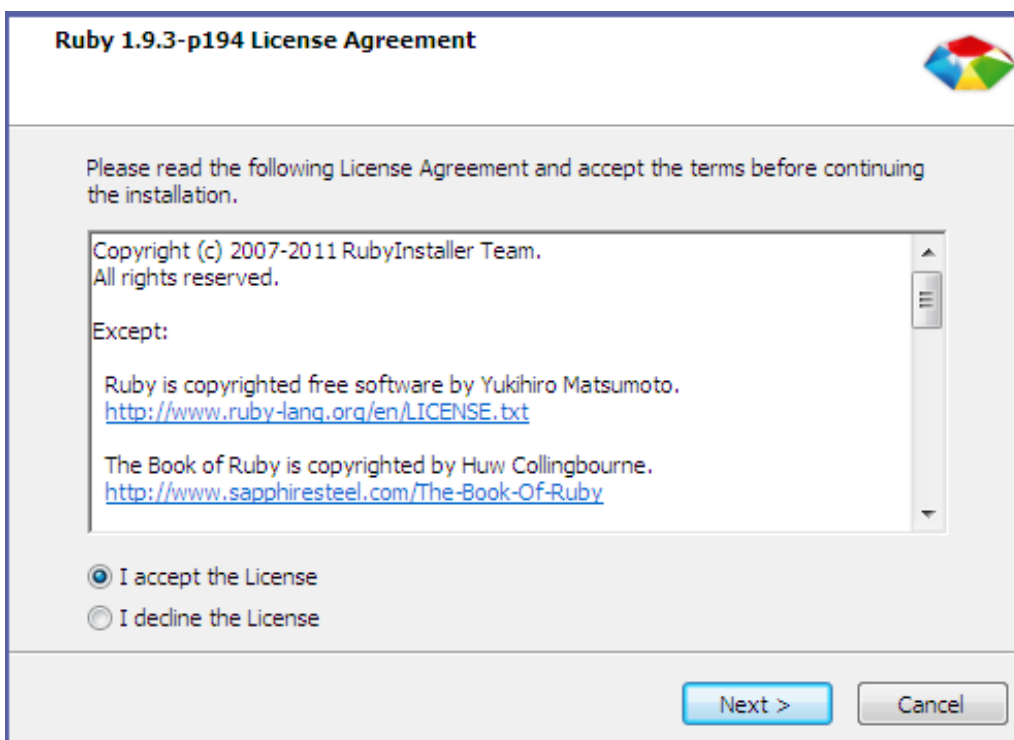 Ruby 1.9.3-p194 License Agreement
Please read the following License Agreement and accept the terms before continuing
the installation.
Copyright (c) 2007-2011 RubyInstaller Team.
All rights reserved.
Except:
Ruby is copyrighted free software by Yukihiro Matsumoto.
http://www.ruby-lang.org/en/LICENSE.txt
The Book of Ruby is copyrighted by Huw Collingbourne.
http://www.sapphiresteel.com/The-Book-Of-Ruby
I accept the License
I decline the License
Next >
Cancel